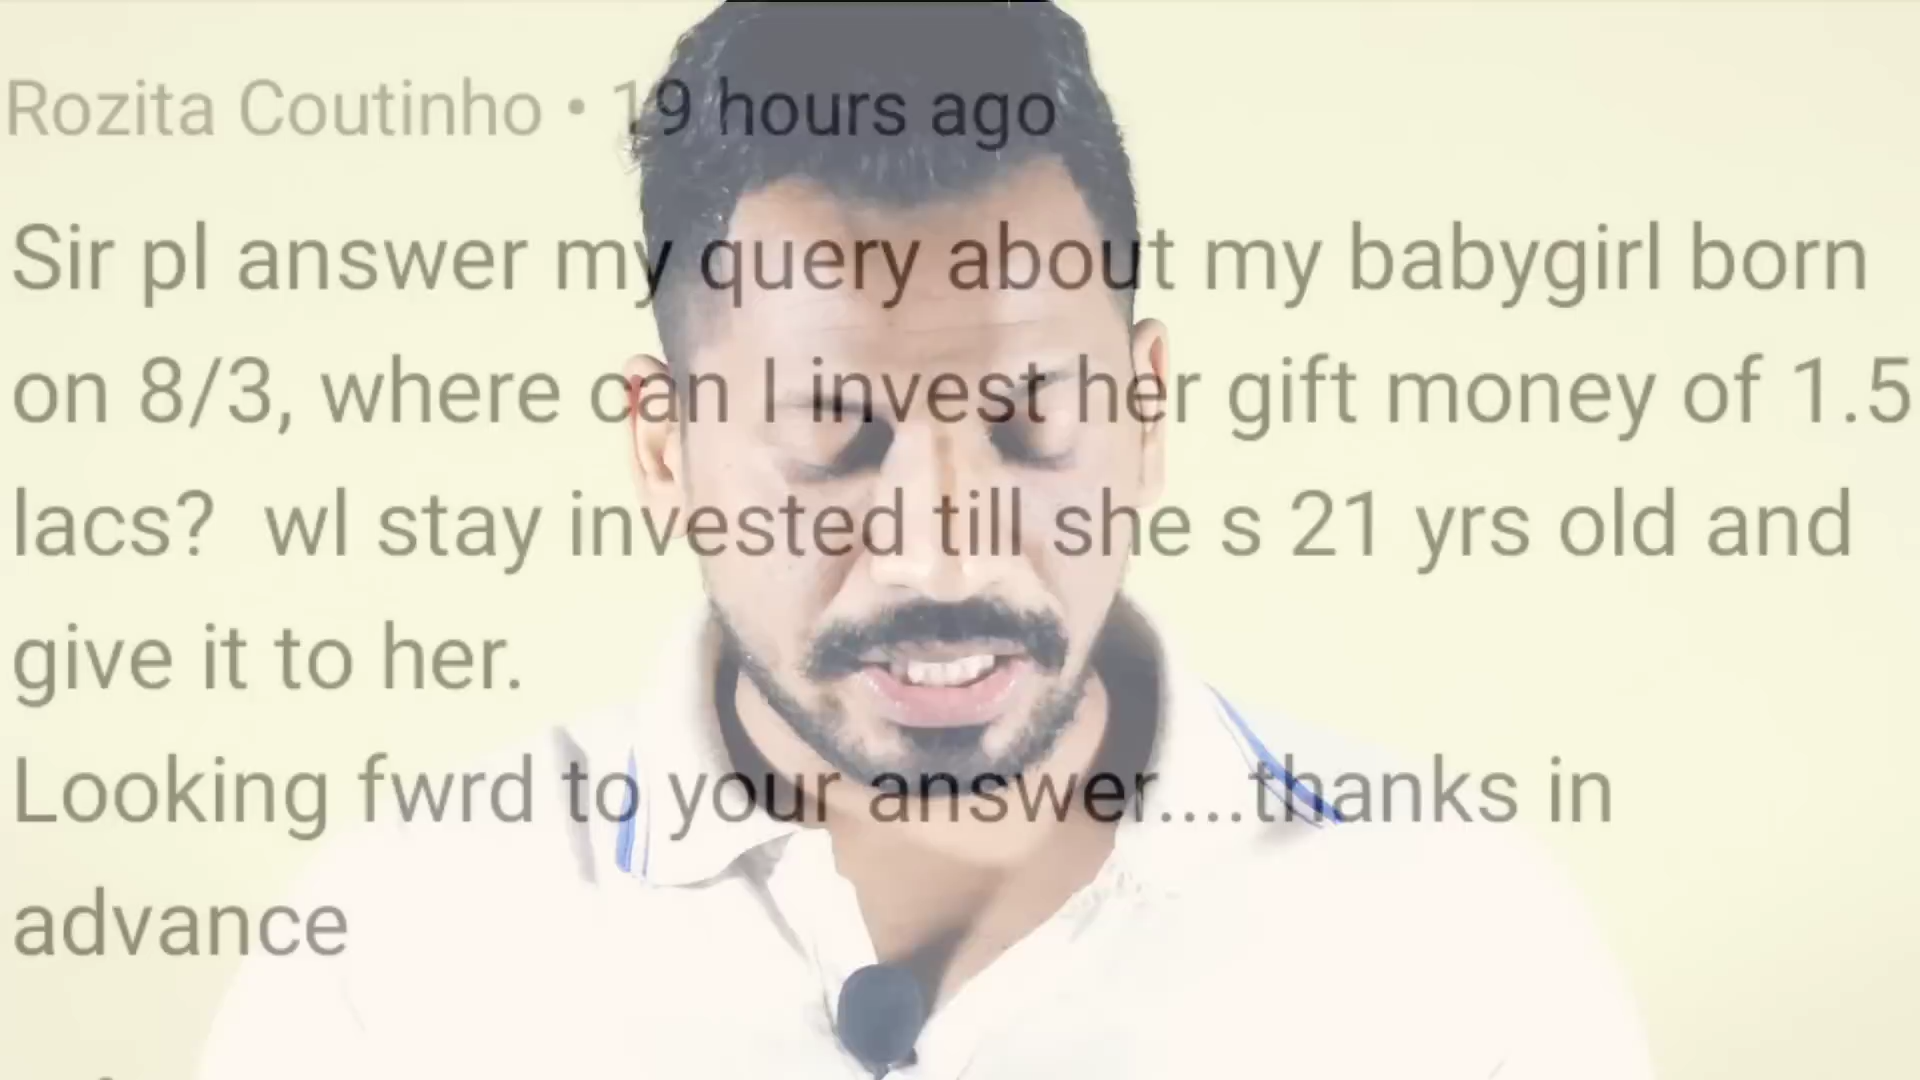 Rozita Coutinho • 19 hours ago
Sir pl answer my query about my babygirl born
on 8/3, where can I invest her gift money of 1.5
lacs?  wl stay invested till she s 21 yrs old and
give it to her.
Looking fwrd to your answer....thanks in
advance